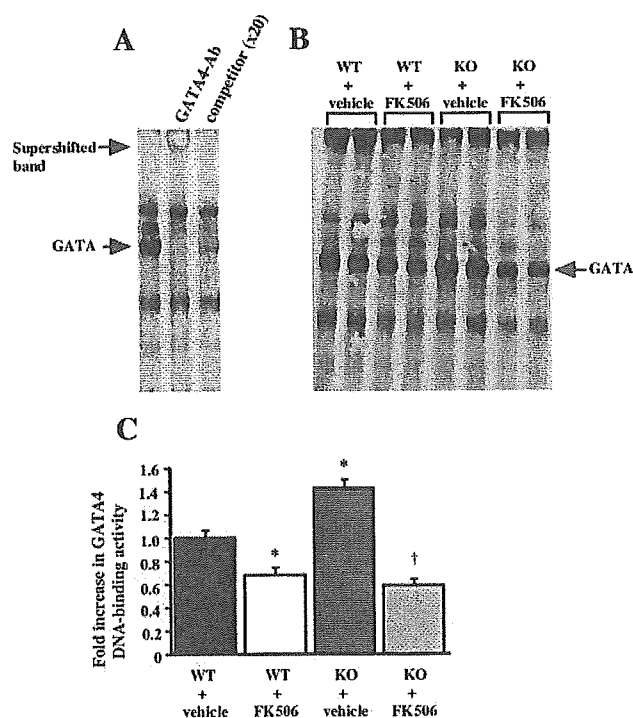 A
GATA4-Ab
competitor (x20)
Supershifted
band
GATA
B
WT WT KO KO
+ + + +
vehicle FK506 vehicle FK506
GATA
C
Fold increase in GATA4
DNA-binding activity
1.6
1.4
1.2
1.0
0.8
0.6
0.4
0.2
0
*
*
†
WT WT KO KO
+ + + +
vehicle FK506 vehicle FK506